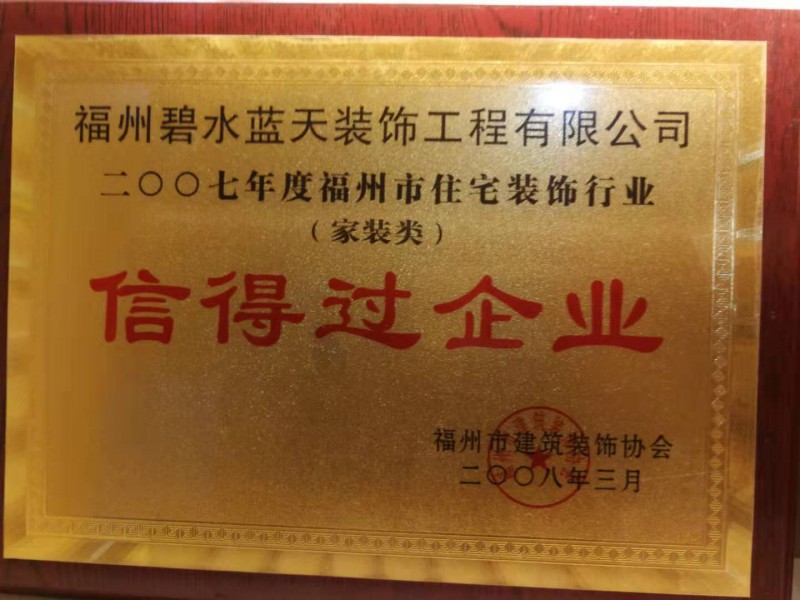 福州碧水蓝天装饰工程有限公司
二〇〇七年度福州市住宅装饰行业
（家装类）
信得过企业
福州市建筑装饰协会
二〇〇八年三月